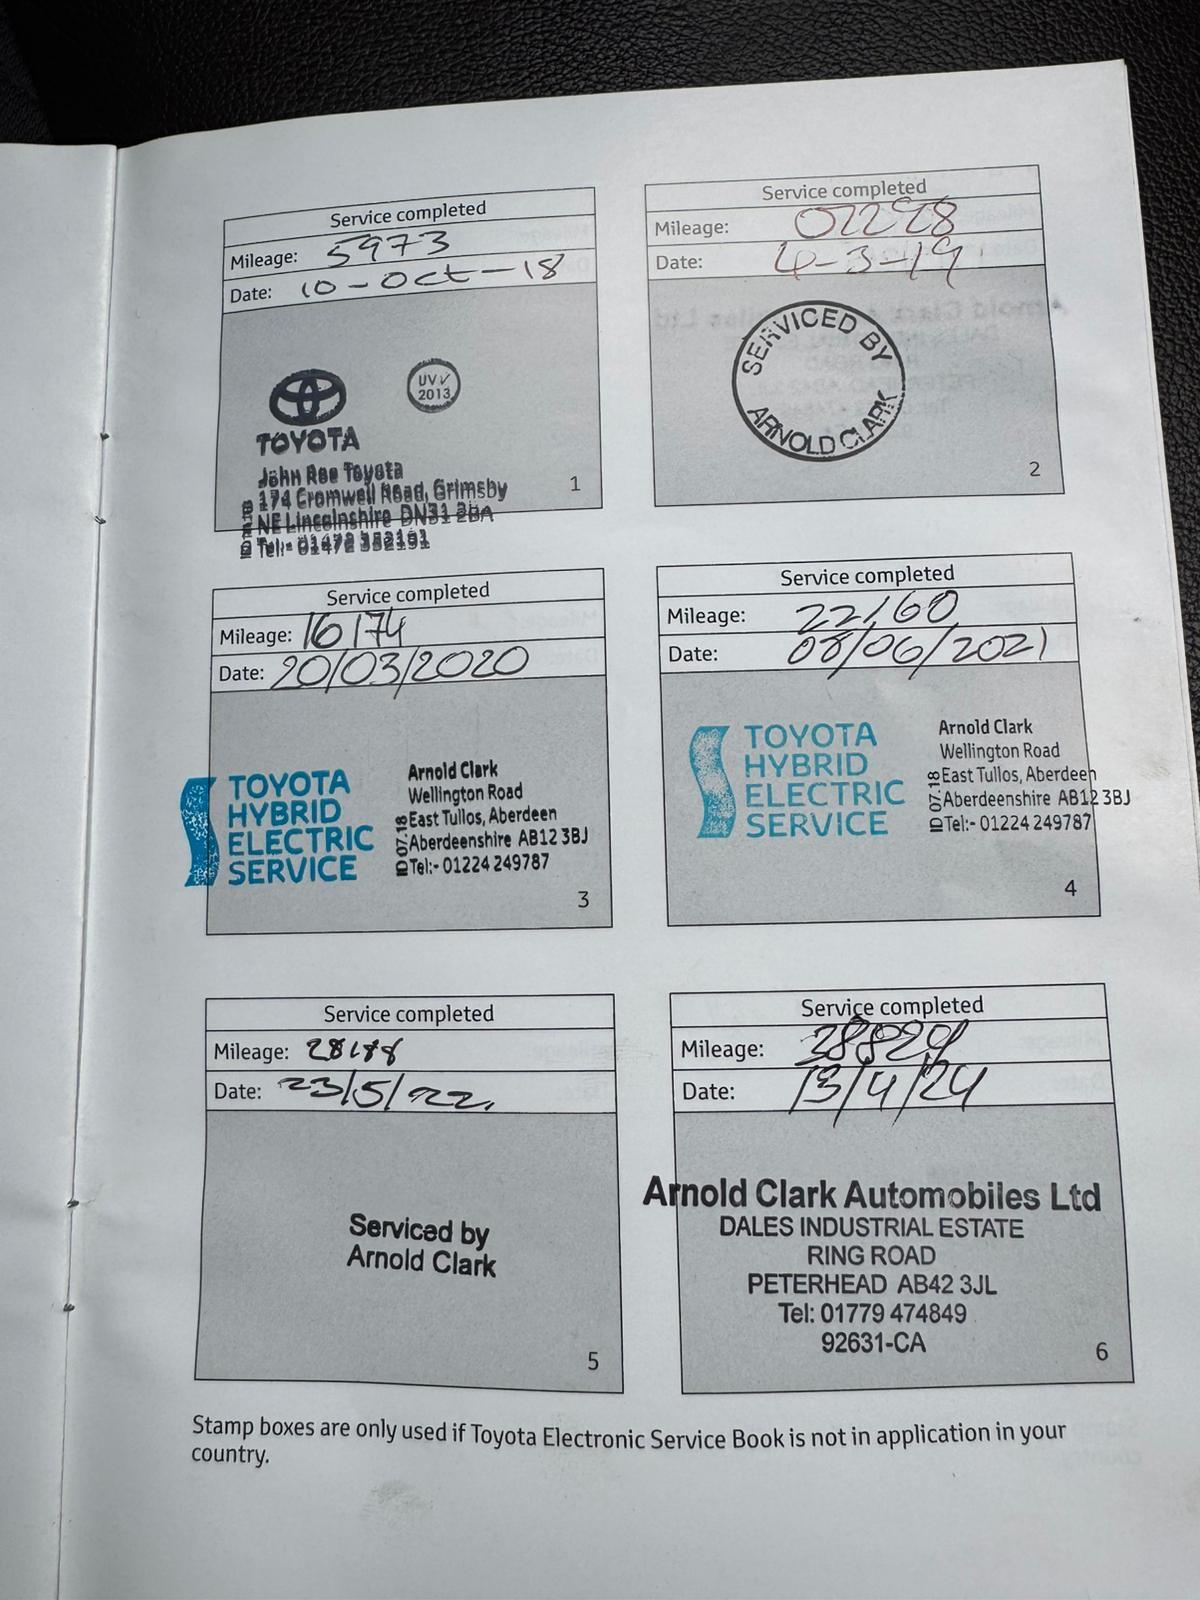 Service completed
Mileage: 5973
Date: 10-Oct-18
UV✓
2013
TOYOTA
John Roe Toyota
174 Cromwell Road, Grimsby
NE Lincolnshire DN31 2BA
Tel:- 01472 352191
1
Service completed
Mileage:
Date: 4-3-19
SERVICED BY
ARNOLD CLARK
2
Service completed
Mileage: 16174
Date: 20/03/2020
TOYOTA
HYBRID
ELECTRIC
SERVICE
Arnold Clark
Wellington Road
East Tullos, Aberdeen
Aberdeenshire AB12 3BJ
Tel:- 01224 249787
ID 07.18
3
Service completed
Mileage: 22160
Date: 08/06/2021
TOYOTA
HYBRID
ELECTRIC
SERVICE
Arnold Clark
Wellington Road
East Tullos, Aberdeen
Aberdeenshire AB12 3BJ
Tel:- 01224 249787
ID 07.18
4
Service completed
Mileage: 28188
Date: 23/5/22.
Serviced by
Arnold Clark
5
Service completed
Mileage: 38829
Date: 13/4/24
Arnold Clark Automobiles Ltd
DALES INDUSTRIAL ESTATE
RING ROAD
PETERHEAD AB42 3JL
Tel: 01779 474849
92631-CA
6
Stamp boxes are only used if Toyota Electronic Service Book is not in application in your
country.